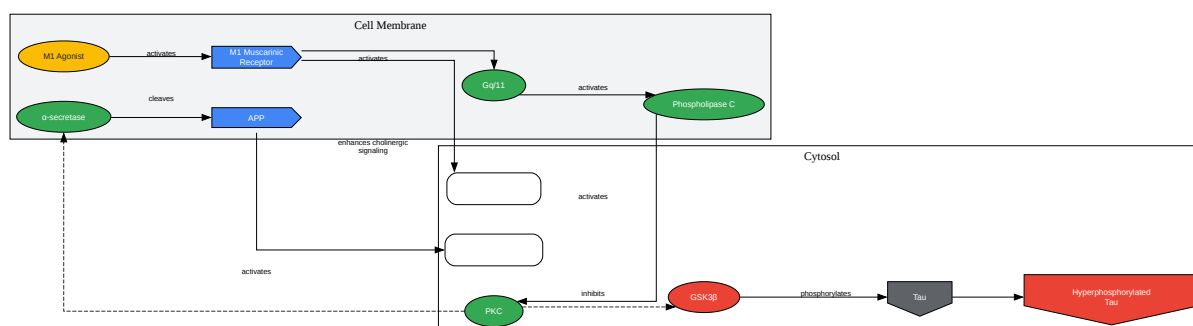 Cell Membrane
M1 Agonist
activates
M1 Muscarinic
Receptor
activates
Gq/11
activates
Phospholipase C
α-secretase
cleaves
APP
enhances cholinergic
signaling
Cytosol
activates
activates
inhibits
PKC
GSK3β
phosphorylates
Tau
Hyperphosphorylated
Tau